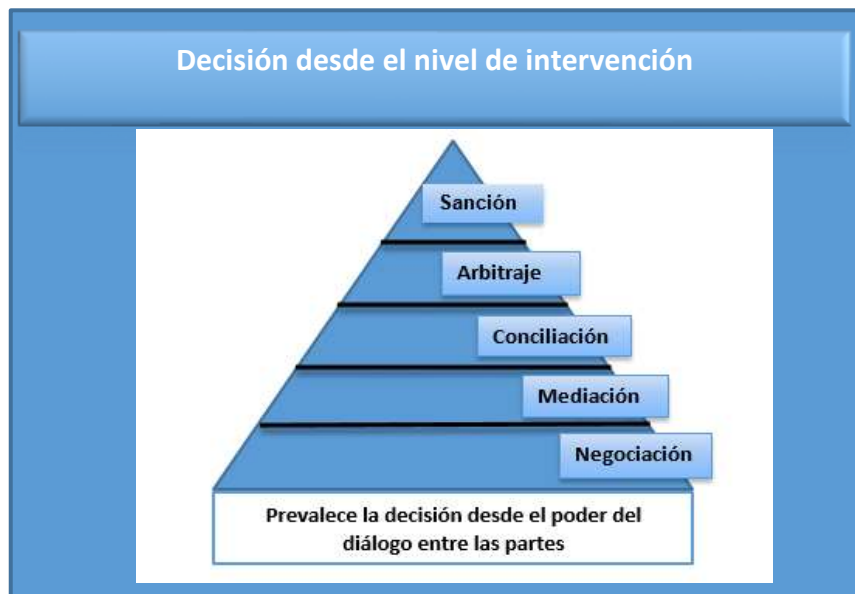 Decisión desde el nivel de intervención
Sanción
Arbitraje
Conciliación
Mediación
Negociación
Prevalece la decisión desde el poder del
diálogo entre las partes